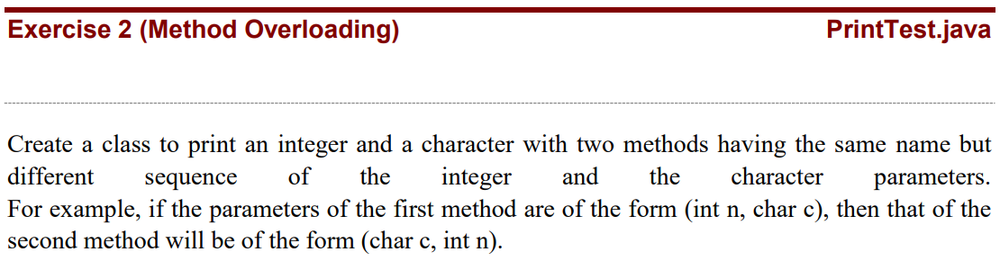 Exercise 2 (Method Overloading) PrintTest.java
Create a class to print an integer and a character with two methods having the same name but
different sequence of the integer and the character parameters.
For example, if the parameters of the first method are of the form (int n, char c), then that of the
second method will be of the form (char c, int n).